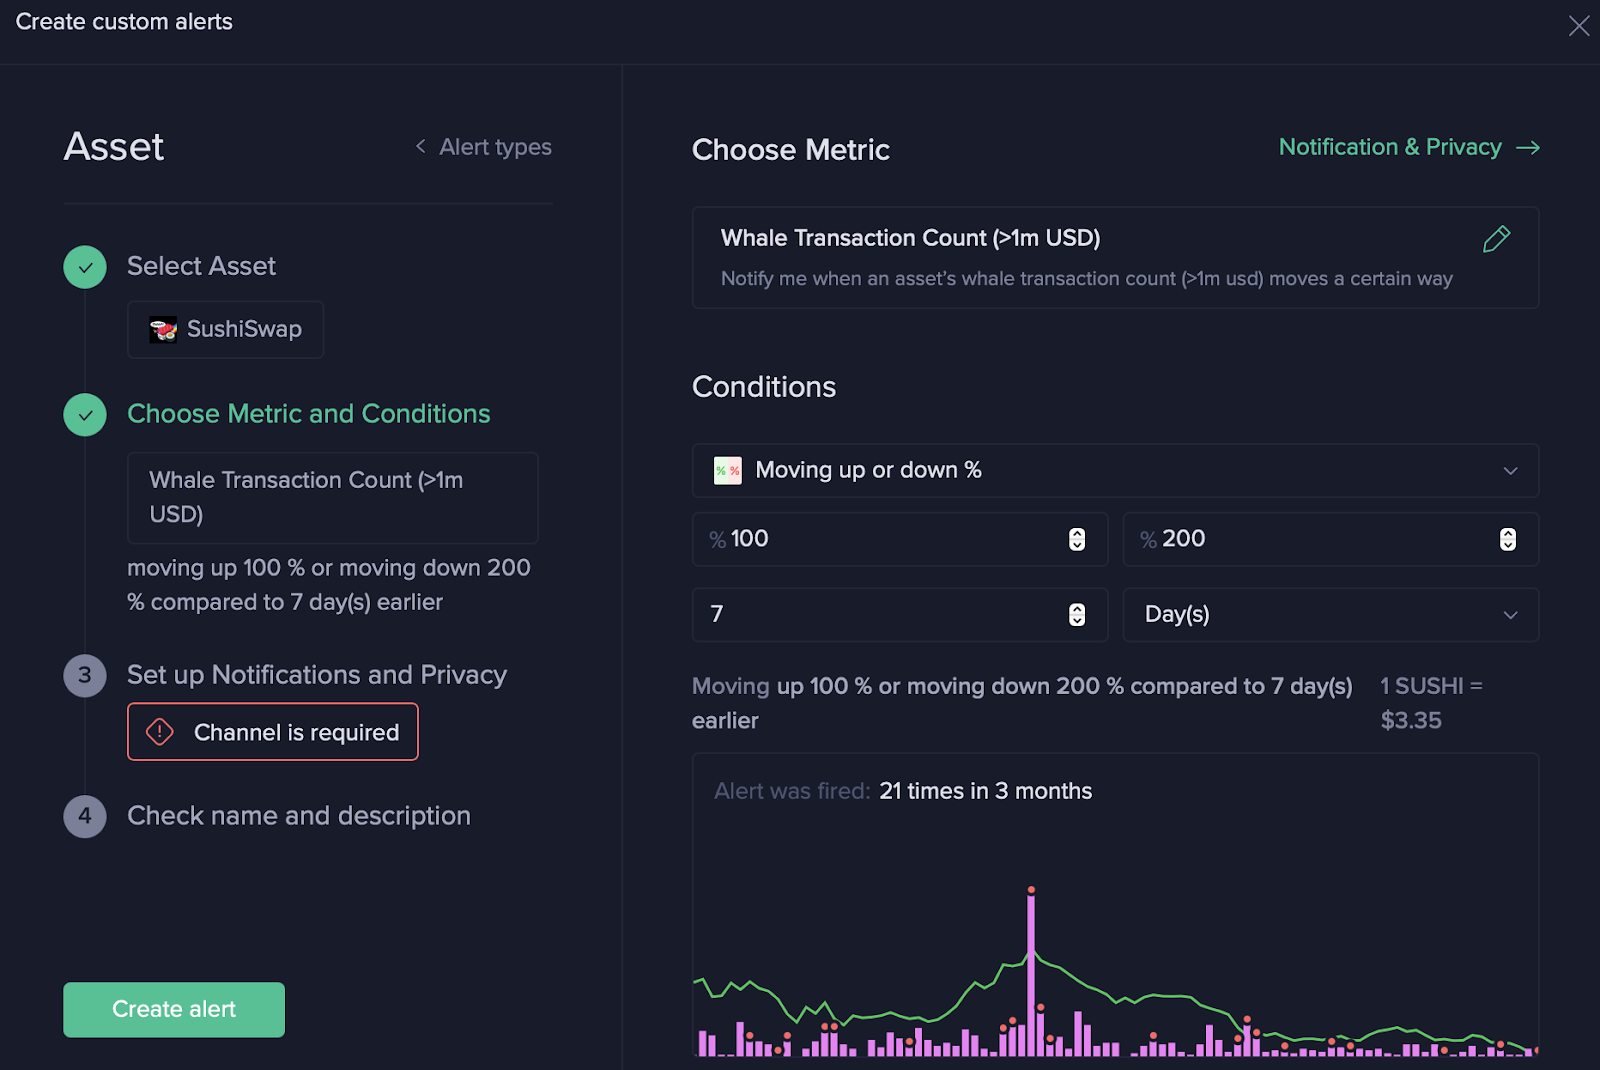 Create custom alerts
Asset
Alert types
Select Asset
SushiSwap
Choose Metric and Conditions
Whale Transaction Count (>1m
USD)
moving up 100 % or moving down 200
% compared to 7 day(s) earlier
3 Set up Notifications and Privacy
Channel is required
4 Check name and description
Create alert
Choose Metric
Notification & Privacy →
Whale Transaction Count (>1m USD)
Notify me when an asset's whale transaction count (>1m usd) moves a certain way
Conditions
% % Moving up or down %
% 100
% 200
7
Day(s)
Moving up 100 % or moving down 200 % compared to 7 day(s)
earlier
1 SUSHI =
$3.35
Alert was fired: 21 times in 3 months